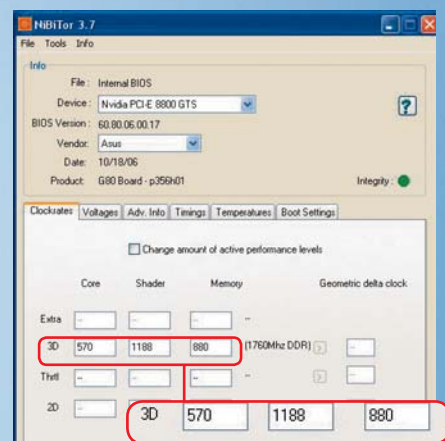 NiBiTor 3.7
File Tools Info
Info
File : Internal BIOS
Device : Nvidia PCI-E 8800 GTS
?
BIOS Version : 60.80.06.00.17
Vendor: Asus
Date: 10/18/06
Product: G80 Board - p356h01
Integrity :
Clockrates Voltages Adv. Info Timings Temperatures Boot Settings
Change amount of active performance levels
Core Shader Memory Geometric delta clock
Extra -- -- -- --
3D 570 1188 880 (1760Mhz DDR) > --
Thrtl -- -- -- - > --
2D --
3D 570 1188 880